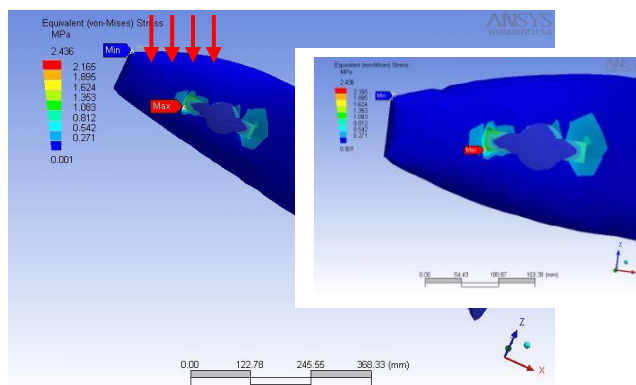 Equivalent (von-Mises) Stress
MPa
2.436
2.165
1.895
1.624
1.353
1.083
0.812
0.542
0.271
0.001
Min
Max
ANSYS
0.00 122.78 245.55 368.33 (mm)
Z
X
Equivalent (von-Mises) Stress
MPa
2.436
2.165
1.895
1.624
1.353
1.083
0.812
0.542
0.271
0.001
Min
Max
ANSYS
0.00 54.43 108.87 163.30 (mm)
Z